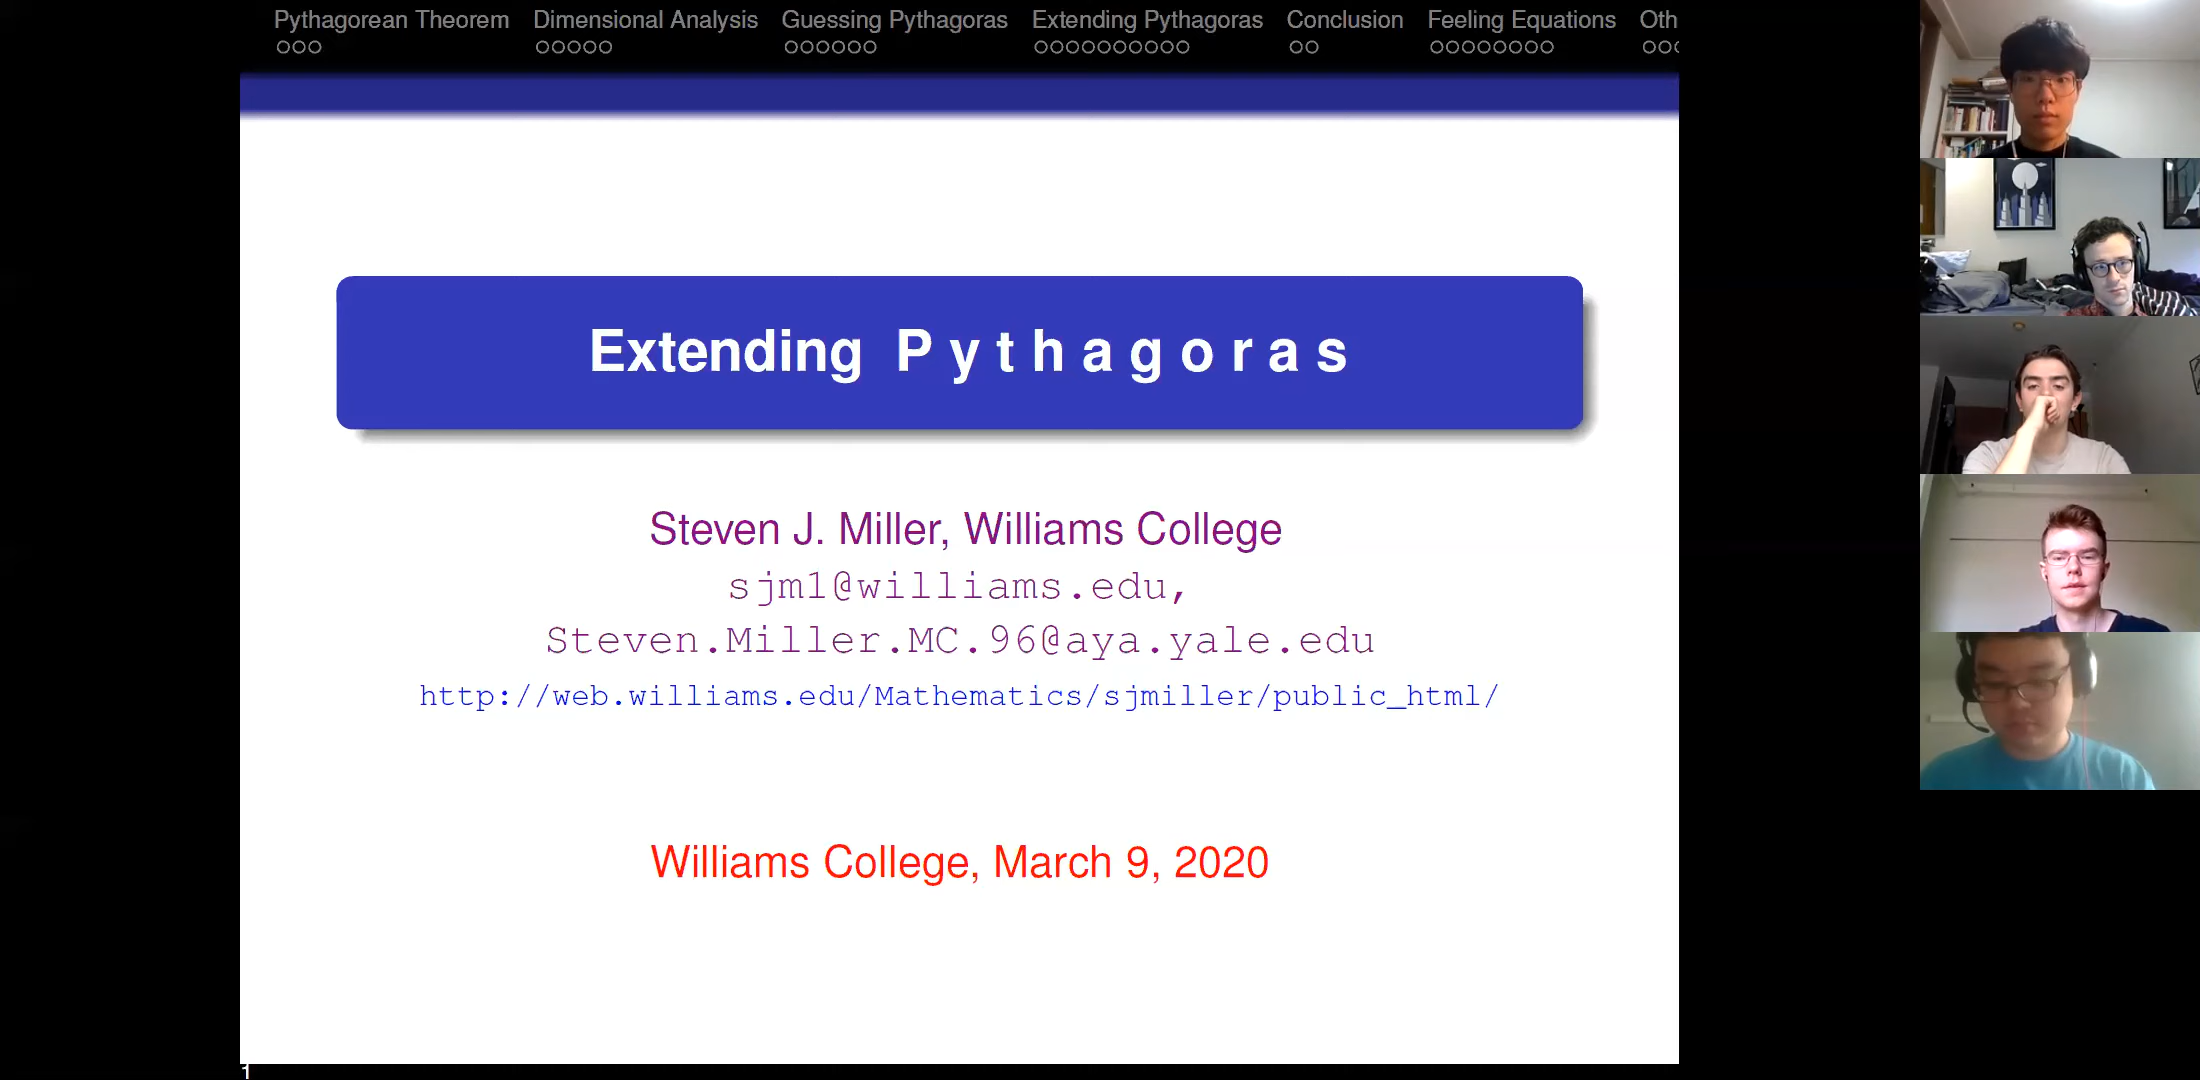 Pythagorean Theorem Dimensional Analysis Guessing Pythagoras Extending Pythagoras Conclusion Feeling Equations Oth
Extending Pythagoras
Steven J. Miller, Williams College
sjm1@williams.edu,
Steven.Miller.MC.96@aya.yale.edu
http://web.williams.edu/Mathematics/sjmiller/public_html/
Williams College, March 9, 2020
1